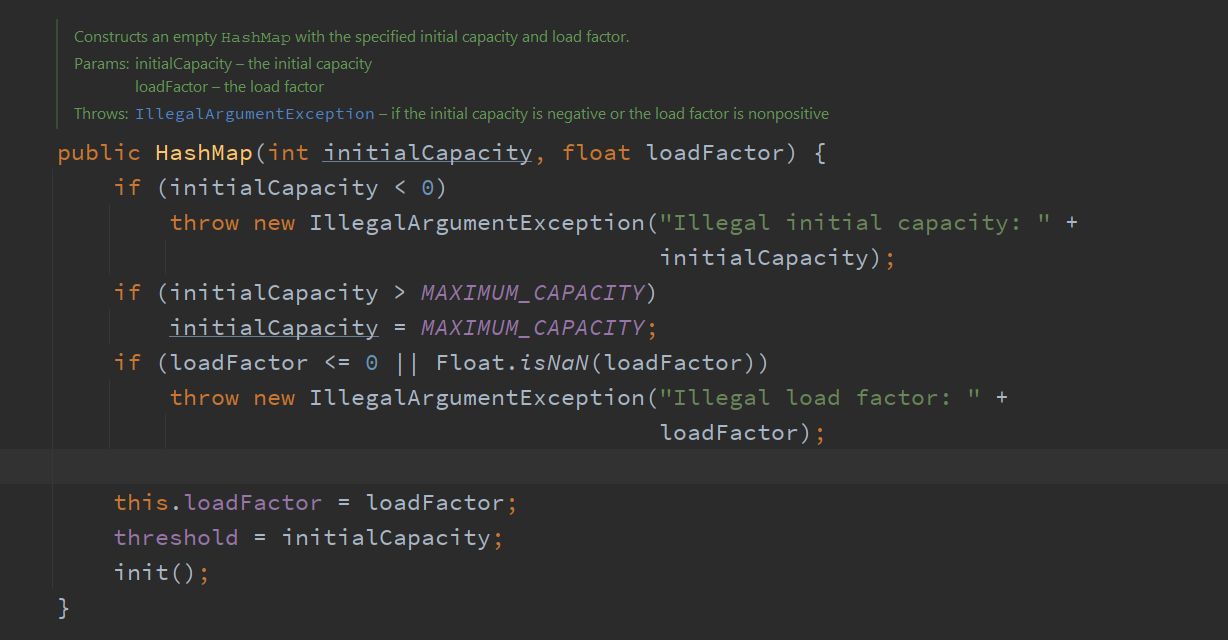 Constructs an empty HashMap with the specified initial capacity and load factor.
Params: initialCapacity – the initial capacity
loadFactor – the load factor
Throws: IllegalArgumentException – if the initial capacity is negative or the load factor is nonpositive
public HashMap(int initialCapacity, float loadFactor) {
    if (initialCapacity < 0)
        throw new IllegalArgumentException("Illegal initial capacity: " +
                                           initialCapacity);
    if (initialCapacity > MAXIMUM_CAPACITY)
        initialCapacity = MAXIMUM_CAPACITY;
    if (loadFactor <= 0 || Float.isNaN(loadFactor))
        throw new IllegalArgumentException("Illegal load factor: " +
                                           loadFactor);
    this.loadFactor = loadFactor;
    threshold = initialCapacity;
    init();
}